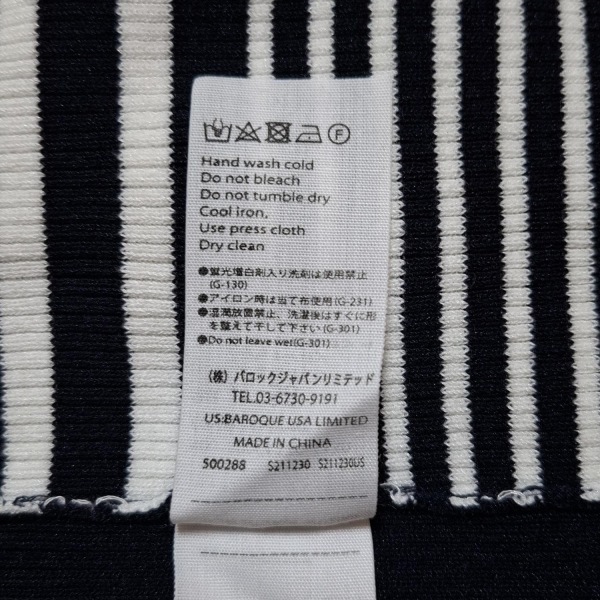 F
Hand wash cold
Do not bleach
Do not tumble dry
Cool iron.
Use press cloth
Dry clean
●蛍光増白剤入り洗剤は使用禁止
(G-130)
●アイロン時は当て布使用(G-231)
●湿潤放置禁止、洗濯後はすぐに形
を整えて干して下さい(G-301)
●Do not leave wet(G-301)
(株) バロックジャパンリミテッド
TEL.03-6730-9191
US:BAROQUE USA LIMITED
MADE IN CHINA
500288 S211230 S211230US